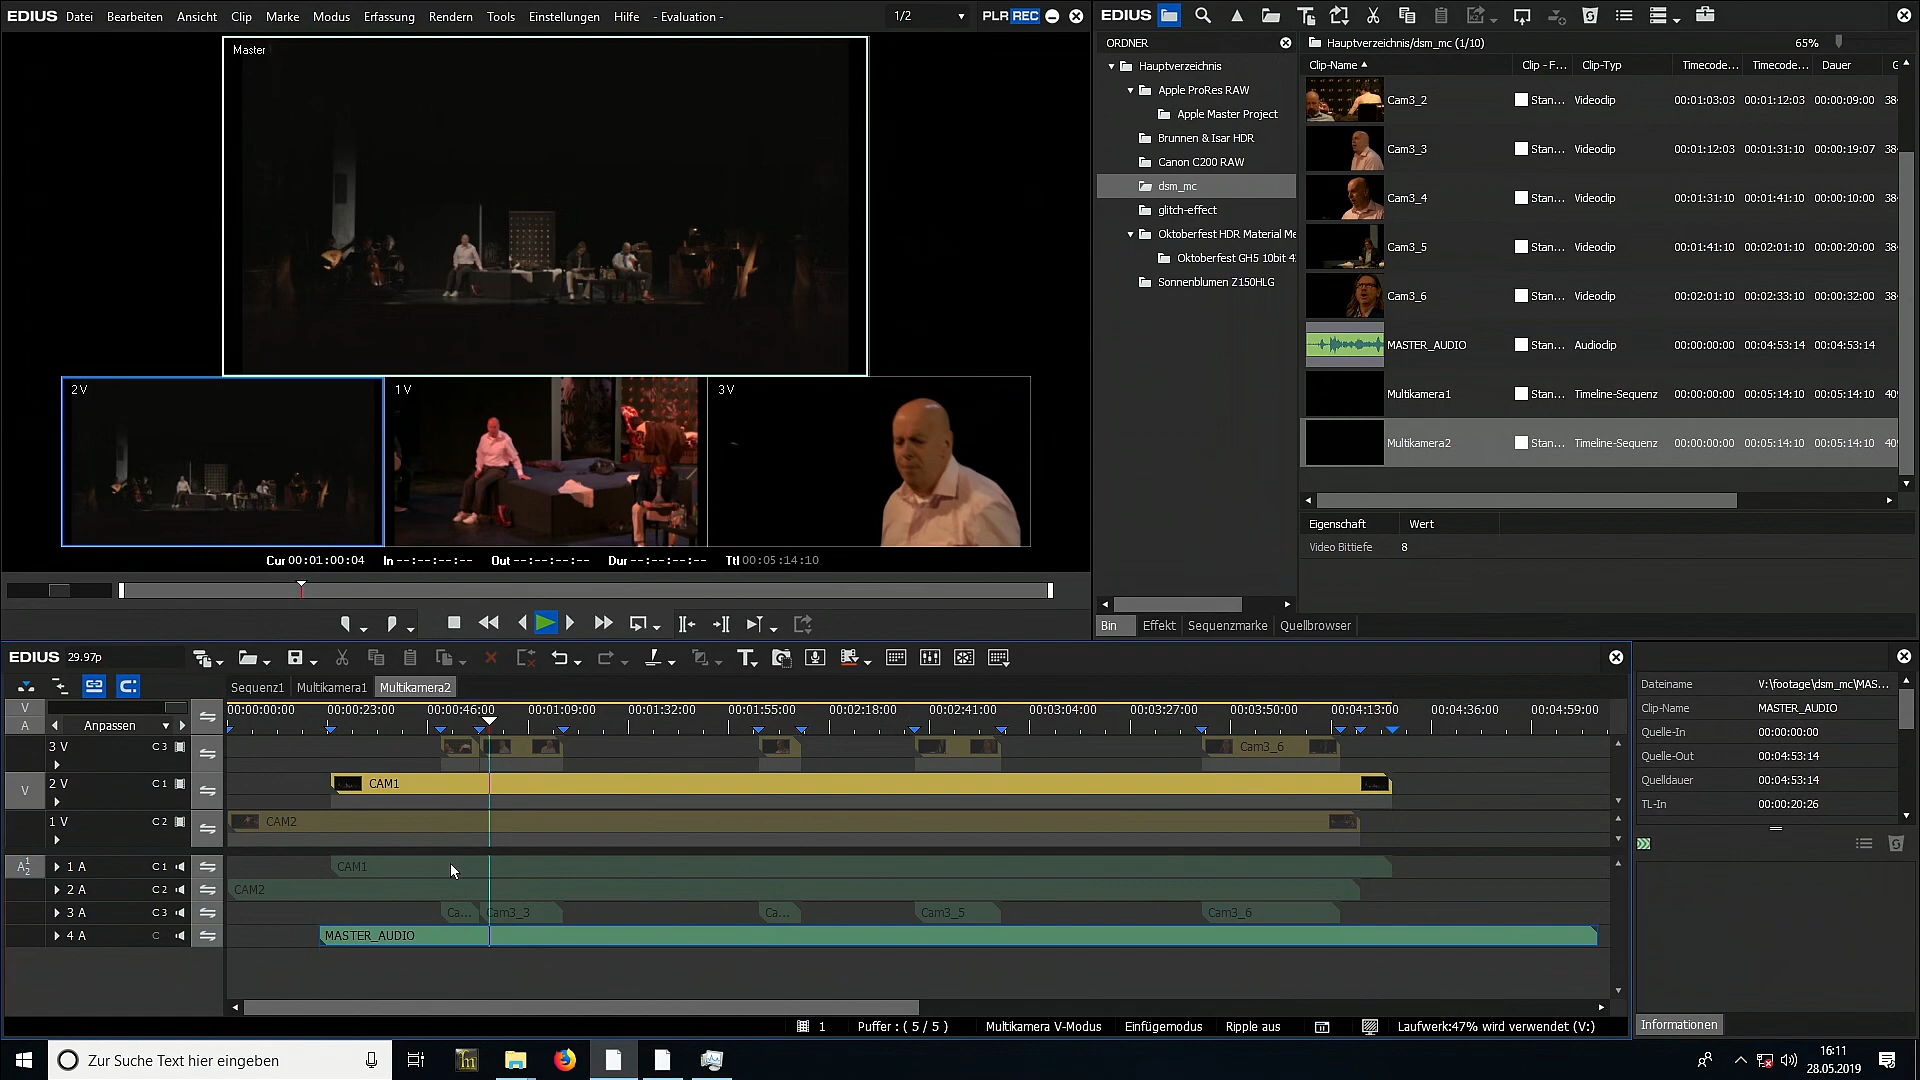 EDIUS Datei Bearbeiten Ansicht Clip Marke Modus Erfassung Rendern Tools Einstellungen Hilfe - Evaluation - 1/2 PLR REC
Master
2 V
1 V
3 V
Cur 00:01:00:04 In --:--:--:-- Out --:--:--:-- Dur --:--:--:-- Ttl 00:05:14:10
EDIUS
ORDNER
Hauptverzeichnis
Apple ProRes RAW
Apple Master Project
Brunnen & Isar HDR
Canon C200 RAW
dsm_mc
glitch-effect
Oktoberfest HDR Material Me
Oktoberfest GH5 10bit 4:
Sonnenblumen Z150HLG
Hauptverzeichnis/dsm_mc (1/10) 65%
Clip-Name Clip - F... Clip-Typ Timecode... Timecode... Dauer
Cam3_2 Stan... Videoclip 00:01:03:03 00:01:12:03 00:00:09:00 38
Cam3_3 Stan... Videoclip 00:01:12:03 00:01:31:10 00:00:19:07 38
Cam3_4 Stan... Videoclip 00:01:31:10 00:01:41:10 00:00:10:00 38
Cam3_5 Stan... Videoclip 00:01:41:10 00:02:01:10 00:00:20:00 38
Cam3_6 Stan... Videoclip 00:02:01:10 00:02:33:10 00:00:32:00 38
MASTER_AUDIO Stan... Audioclip 00:00:00:00 00:04:53:14 00:04:53:14
Multikamera1 Stan... Timeline-Sequenz 00:00:00:00 00:05:14:10 00:05:14:10 40
Multikamera2 Stan... Timeline-Sequenz 00:00:00:00 00:05:14:10 00:05:14:10 40
Eigenschaft Wert
Video Bittiefe 8
Bin Effekt Sequenzmarke Quellbrowser
EDIUS 29.97p
Sequenz1 Multikamera1 Multikamera2
V
A Anpassen
00:00:00:00 00:00:23:00 00:00:46:00 00:01:09:00 00:01:32:00 00:01:55:00 00:02:18:00 00:02:41:00 00:03:04:00 00:03:27:00 00:03:50:00 00:04:13:00 00:04:36:00 00:04:59:00
3 V C 3 Cam3_6
V 2 V C 1 CAM1
1 V C 2 CAM2
A 1 2 1 A C 1 CAM1
2 A C 2 CAM2
3 A C 3 Ca... Cam3_3 Ca... Cam3_5 Cam3_6
4 A C MASTER_AUDIO
1 Puffer : ( 5 / 5 ) Multikamera V-Modus Einfügemodus Ripple aus Laufwerk:47% wird verwendet (V:)
Dateiname V:\footage\dsm_mc\MAS...
Clip-Name MASTER_AUDIO
Quelle-In 00:00:00:00
Quelle-Out 00:04:53:14
Quelldauer 00:04:53:14
TL-In 00:00:20:26
Informationen
Zur Suche Text hier eingeben
16:11
28.05.2019